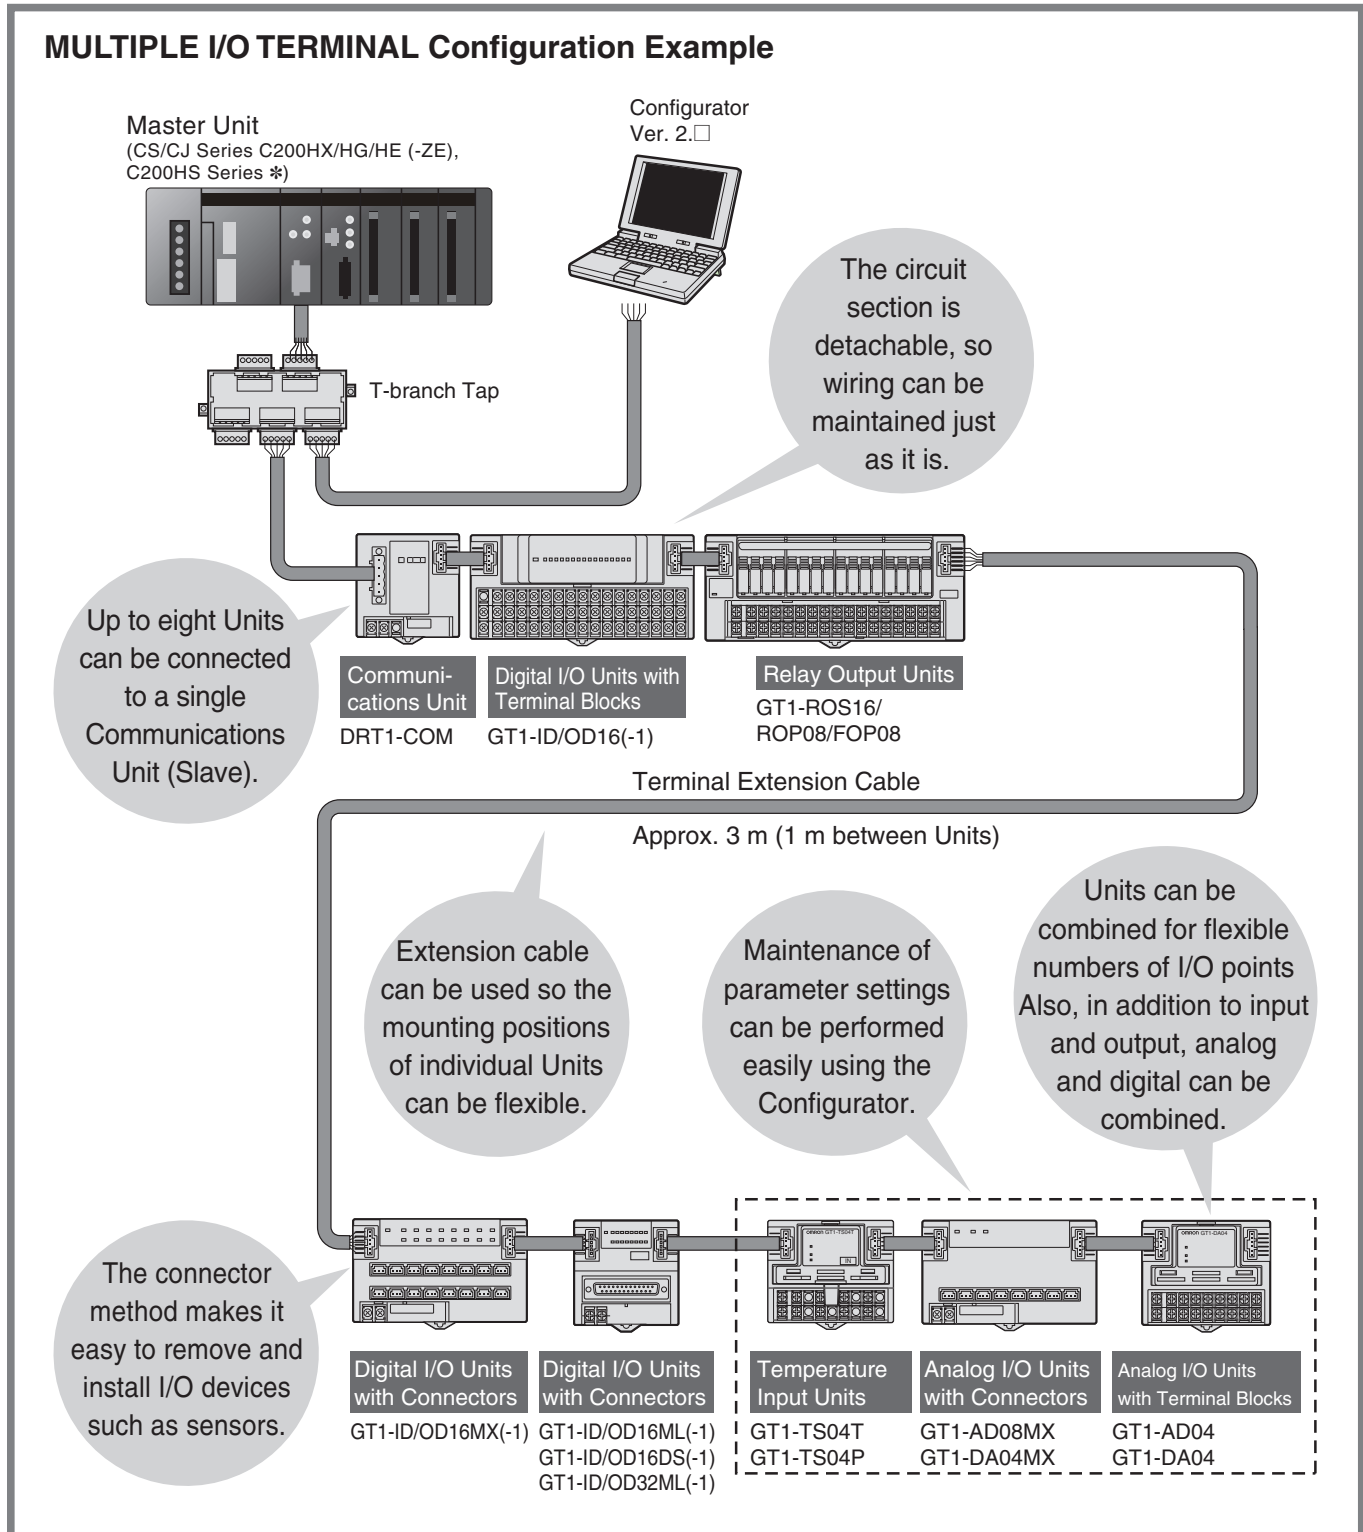 MULTIPLE I/O TERMINAL Configuration Example
Master Unit
(CS/CJ Series C200HX/HG/HE (-ZE),
C200HS Series ✻)
Configurator
Ver. 2.□
T-branch Tap
The circuit
section is
detachable, so
wiring can be
maintained just
as it is.
Up to eight Units
can be connected
to a single
Communications
Unit (Slave).
Communi-
cations Unit
DRT1-COM
Digital I/O Units with
Terminal Blocks
GT1-ID/OD16(-1)
Relay Output Units
GT1-ROS16/
ROP08/FOP08
Terminal Extension Cable
Approx. 3 m (1 m between Units)
Extension cable
can be used so the
mounting positions
of individual Units
can be flexible.
Maintenance of
parameter settings
can be performed
easily using the
Configurator.
Units can be
combined for flexible
numbers of I/O points
Also, in addition to input
and output, analog
and digital can be
combined.
The connector
method makes it
easy to remove and
install I/O devices
such as sensors.
OMRON GT1-TS04T
IN
OMRON GT1-DA04
Digital I/O Units
with Connectors
GT1-ID/OD16MX(-1)
Digital I/O Units
with Connectors
GT1-ID/OD16ML(-1)
GT1-ID/OD16DS(-1)
GT1-ID/OD32ML(-1)
Temperature
Input Units
GT1-TS04T
GT1-TS04P
Analog I/O Units
with Connectors
GT1-AD08MX
GT1-DA04MX
Analog I/O Units
with Terminal Blocks
GT1-AD04
GT1-DA04